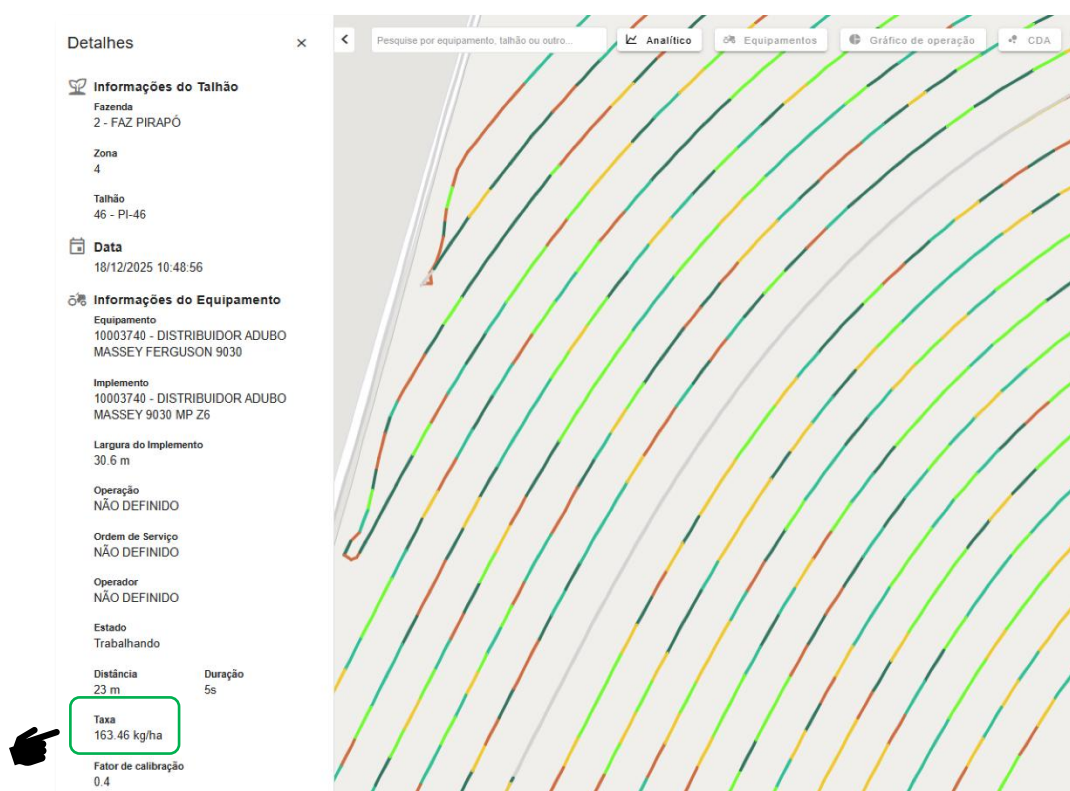 Detalhes ×
Pesquise por equipamento, talhão ou outro...
Analítico
Equipamentos
Gráfico de operação
CDA
Informações do Talhão
Fazenda
2 - FAZ PIRAPÓ
Zona
4
Talhão
46 - PI-46
Data
18/12/2025 10:48:56
Informações do Equipamento
Equipamento
10003740 - DISTRIBUIDOR ADUBO
MASSEY FERGUSON 9030
Implemento
10003740 - DISTRIBUIDOR ADUBO
MASSEY 9030 MP Z6
Largura do Implemento
30.6 m
Operação
NÃO DEFINIDO
Ordem de Serviço
NÃO DEFINIDO
Operador
NÃO DEFINIDO
Estado
Trabalhando
Distância Duração
23 m 5s
Taxa
163.46 kg/ha
Fator de calibração
0.4